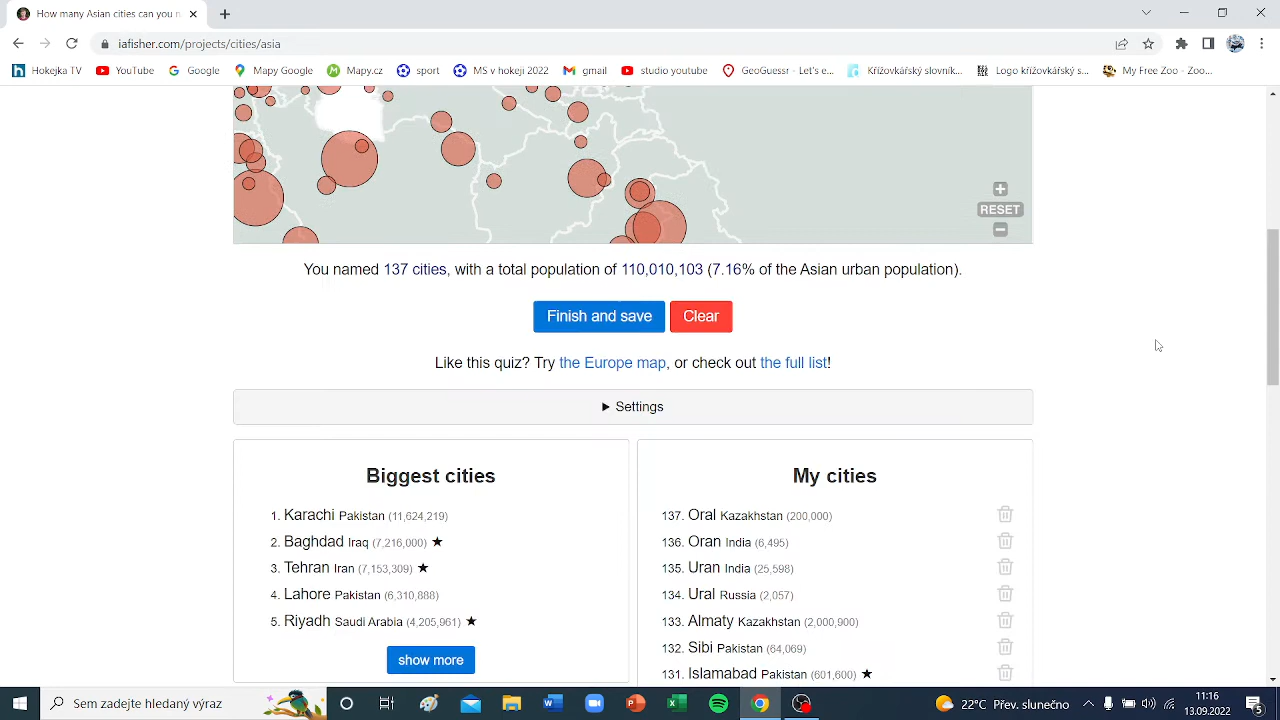 How many Asian cities can you n
iafisher.com/projects/cities/asia
Hokejka TV YouTube Google Mapy Google Mapy.cz sport MS v hokeji 2022 gmail studio youtube GeoGuessr - Let's e... křížovkářský slovník... Logo křížovkářský s... My Free Zoo - Zoo...
RESET
You named 137 cities, with a total population of 110,010,103 (7.16% of the Asian urban population).
Finish and save Clear
Like this quiz? Try the Europe map, or check out the full list!
▶ Settings
Biggest cities
1. Karachi Pakistan (11,624,219)
2. Baghdad Iraq (7,216,000) ★
3. Tehran Iran (7,153,309) ★
4. Lahore Pakistan (6,310,888)
5. Riyadh Saudi Arabia (4,205,961) ★
show more
My cities
137. Oral Kazakhstan (200,000)
136. Oran India (6,495)
135. Uran India (25,598)
134. Ural Russia (2,057)
133. Almaty Kazakhstan (2,000,900)
132. Sibi Pakistan (64,069)
131. Islamabad Pakistan (601,600) ★
Sem zadejte hledaný výraz
22°C Přev. slunečno
11:16
13.09.2022